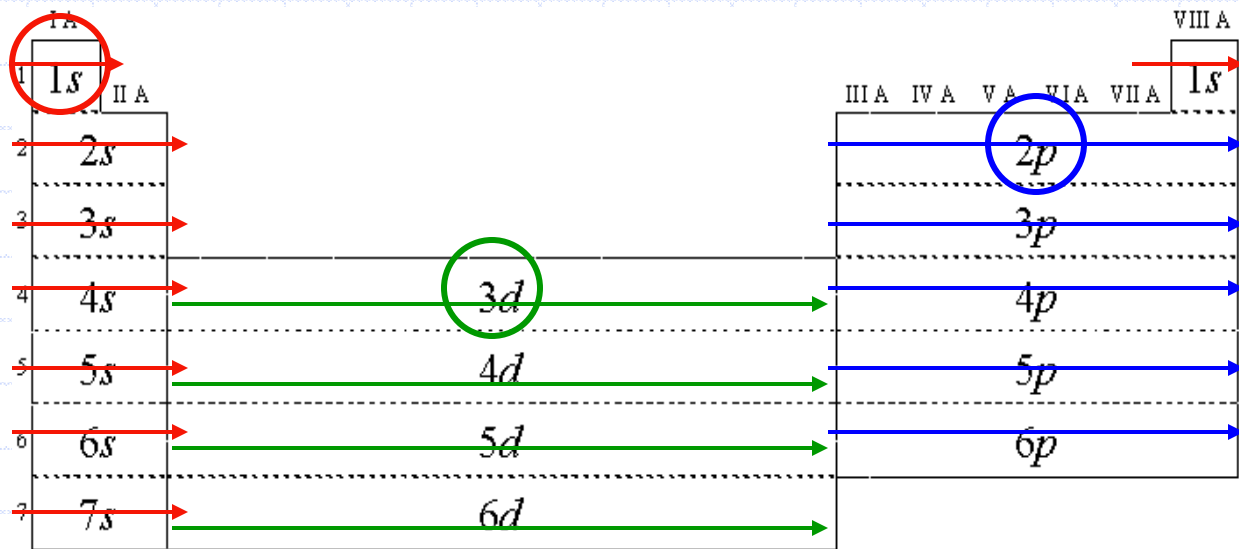 I A VIII A
1 1s II A III A IV A V A VI A VII A 1s
2 2s 2p
3 3s 3p
4 4s 3d 4p
5 5s 4d 5p
6 6s 5d 6p
7 7s 6d